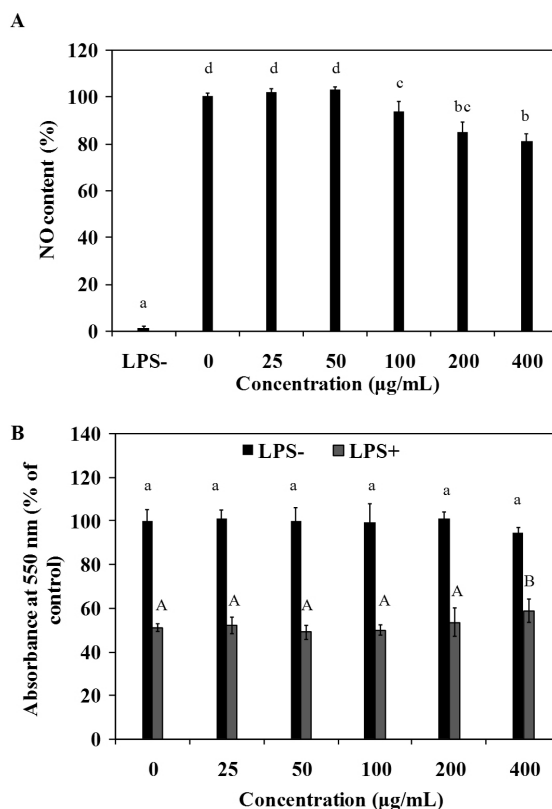 A
120
100
80
60
40
20
0
NO content (%)
a
d
d
d
c
bc
b
LPS- 0 25 50 100 200 400
Concentration (µg/mL)
B
140
120
100
80
60
40
20
0
Absorbance at 550 nm (% of
control)
LPS- LPS+
a a a a a a
A A A A A B
0 25 50 100 200 400
Concentration (µg/mL)